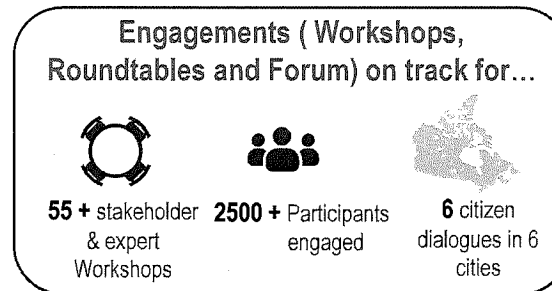 Engagements ( Workshops,
Roundtables and Forum) on track for...
55 + stakeholder
& expert
Workshops
2500 + Participants
engaged
6 citizen
dialogues in 6
cities